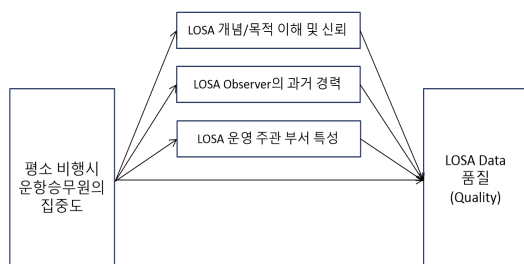 LOSA 개념/목적 이해 및 신뢰
LOSA Observer의 과거 경력
LOSA 운영 주관 부서 특성
평소 비행시
운항승무원의
집중도
LOSA Data
품질
(Quality)